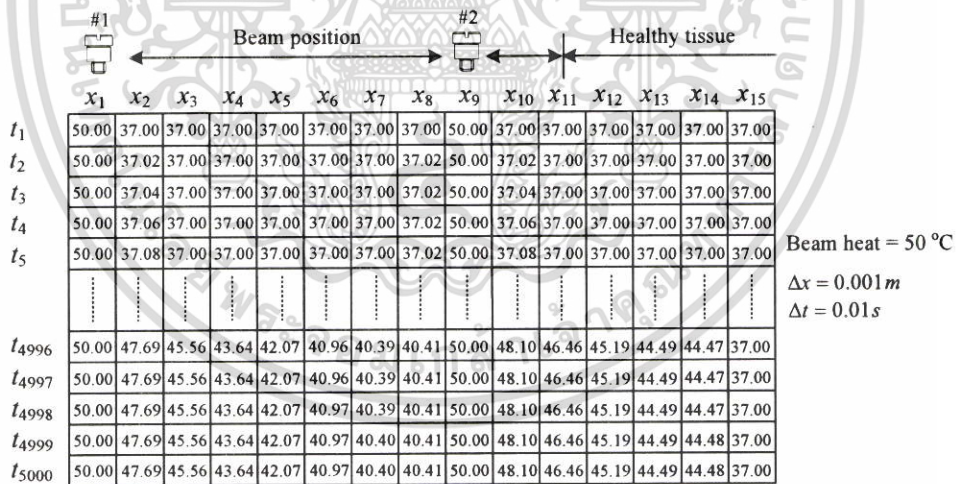 #1 #2
Beam position Healthy tissue
x1 x2 x3 x4 x5 x6 x7 x8 x9 x10 x11 x12 x13 x14 x15
t1 50.00 37.00 37.00 37.00 37.00 37.00 37.00 37.00 50.00 37.00 37.00 37.00 37.00 37.00 37.00
t2 50.00 37.02 37.00 37.00 37.00 37.00 37.00 37.02 50.00 37.02 37.00 37.00 37.00 37.00 37.00
t3 50.00 37.04 37.00 37.00 37.00 37.00 37.00 37.02 50.00 37.04 37.00 37.00 37.00 37.00 37.00
t4 50.00 37.06 37.00 37.00 37.00 37.00 37.00 37.02 50.00 37.06 37.00 37.00 37.00 37.00 37.00
t5 50.00 37.08 37.00 37.00 37.00 37.00 37.00 37.02 50.00 37.08 37.00 37.00 37.00 37.00 37.00
Beam heat = 50 °C
Δx = 0.001m
Δt = 0.01s
t4996 50.00 47.69 45.56 43.64 42.07 40.96 40.39 40.41 50.00 48.10 46.46 45.19 44.49 44.47 37.00
t4997 50.00 47.69 45.56 43.64 42.07 40.96 40.39 40.41 50.00 48.10 46.46 45.19 44.49 44.47 37.00
t4998 50.00 47.69 45.56 43.64 42.07 40.97 40.39 40.41 50.00 48.10 46.46 45.19 44.49 44.47 37.00
t4999 50.00 47.69 45.56 43.64 42.07 40.97 40.40 40.41 50.00 48.10 46.46 45.19 44.49 44.48 37.00
t5000 50.00 47.69 45.56 43.64 42.07 40.97 40.40 40.41 50.00 48.10 46.46 45.19 44.49 44.48 37.00